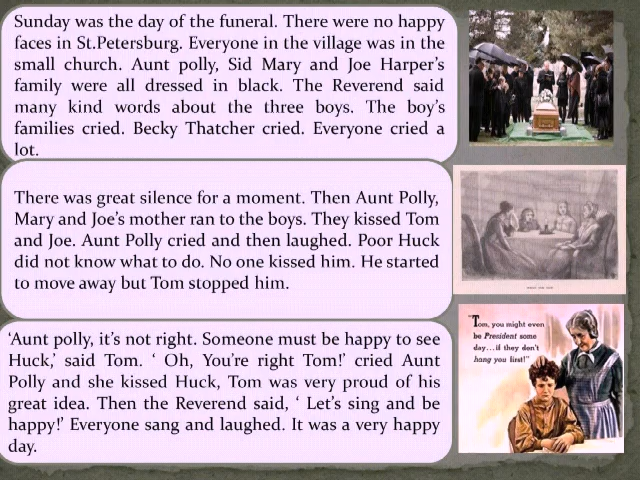 Sunday was the day of the funeral. There were no happy
faces in St.Petersburg. Everyone in the village was in the
small church. Aunt polly, Sid Mary and Joe Harper's
family were all dressed in black. The Reverend said
many kind words about the three boys. The boy's
families cried. Becky Thatcher cried. Everyone cried a
lot.
There was great silence for a moment. Then Aunt Polly,
Mary and Joe's mother ran to the boys. They kissed Tom
and Joe. Aunt Polly cried and then laughed. Poor Huck
did not know what to do. No one kissed him. He started
to move away but Tom stopped him.
"Tom, you might even
be President some
day...if they don't
hang you first!"
‘Aunt polly, it's not right. Someone must be happy to see
Huck,’ said Tom. ‘ Oh, You're right Tom!’ cried Aunt
Polly and she kissed Huck, Tom was very proud of his
great idea. Then the Reverend said, ‘ Let's sing and be
happy!’ Everyone sang and laughed. It was a very happy
day.